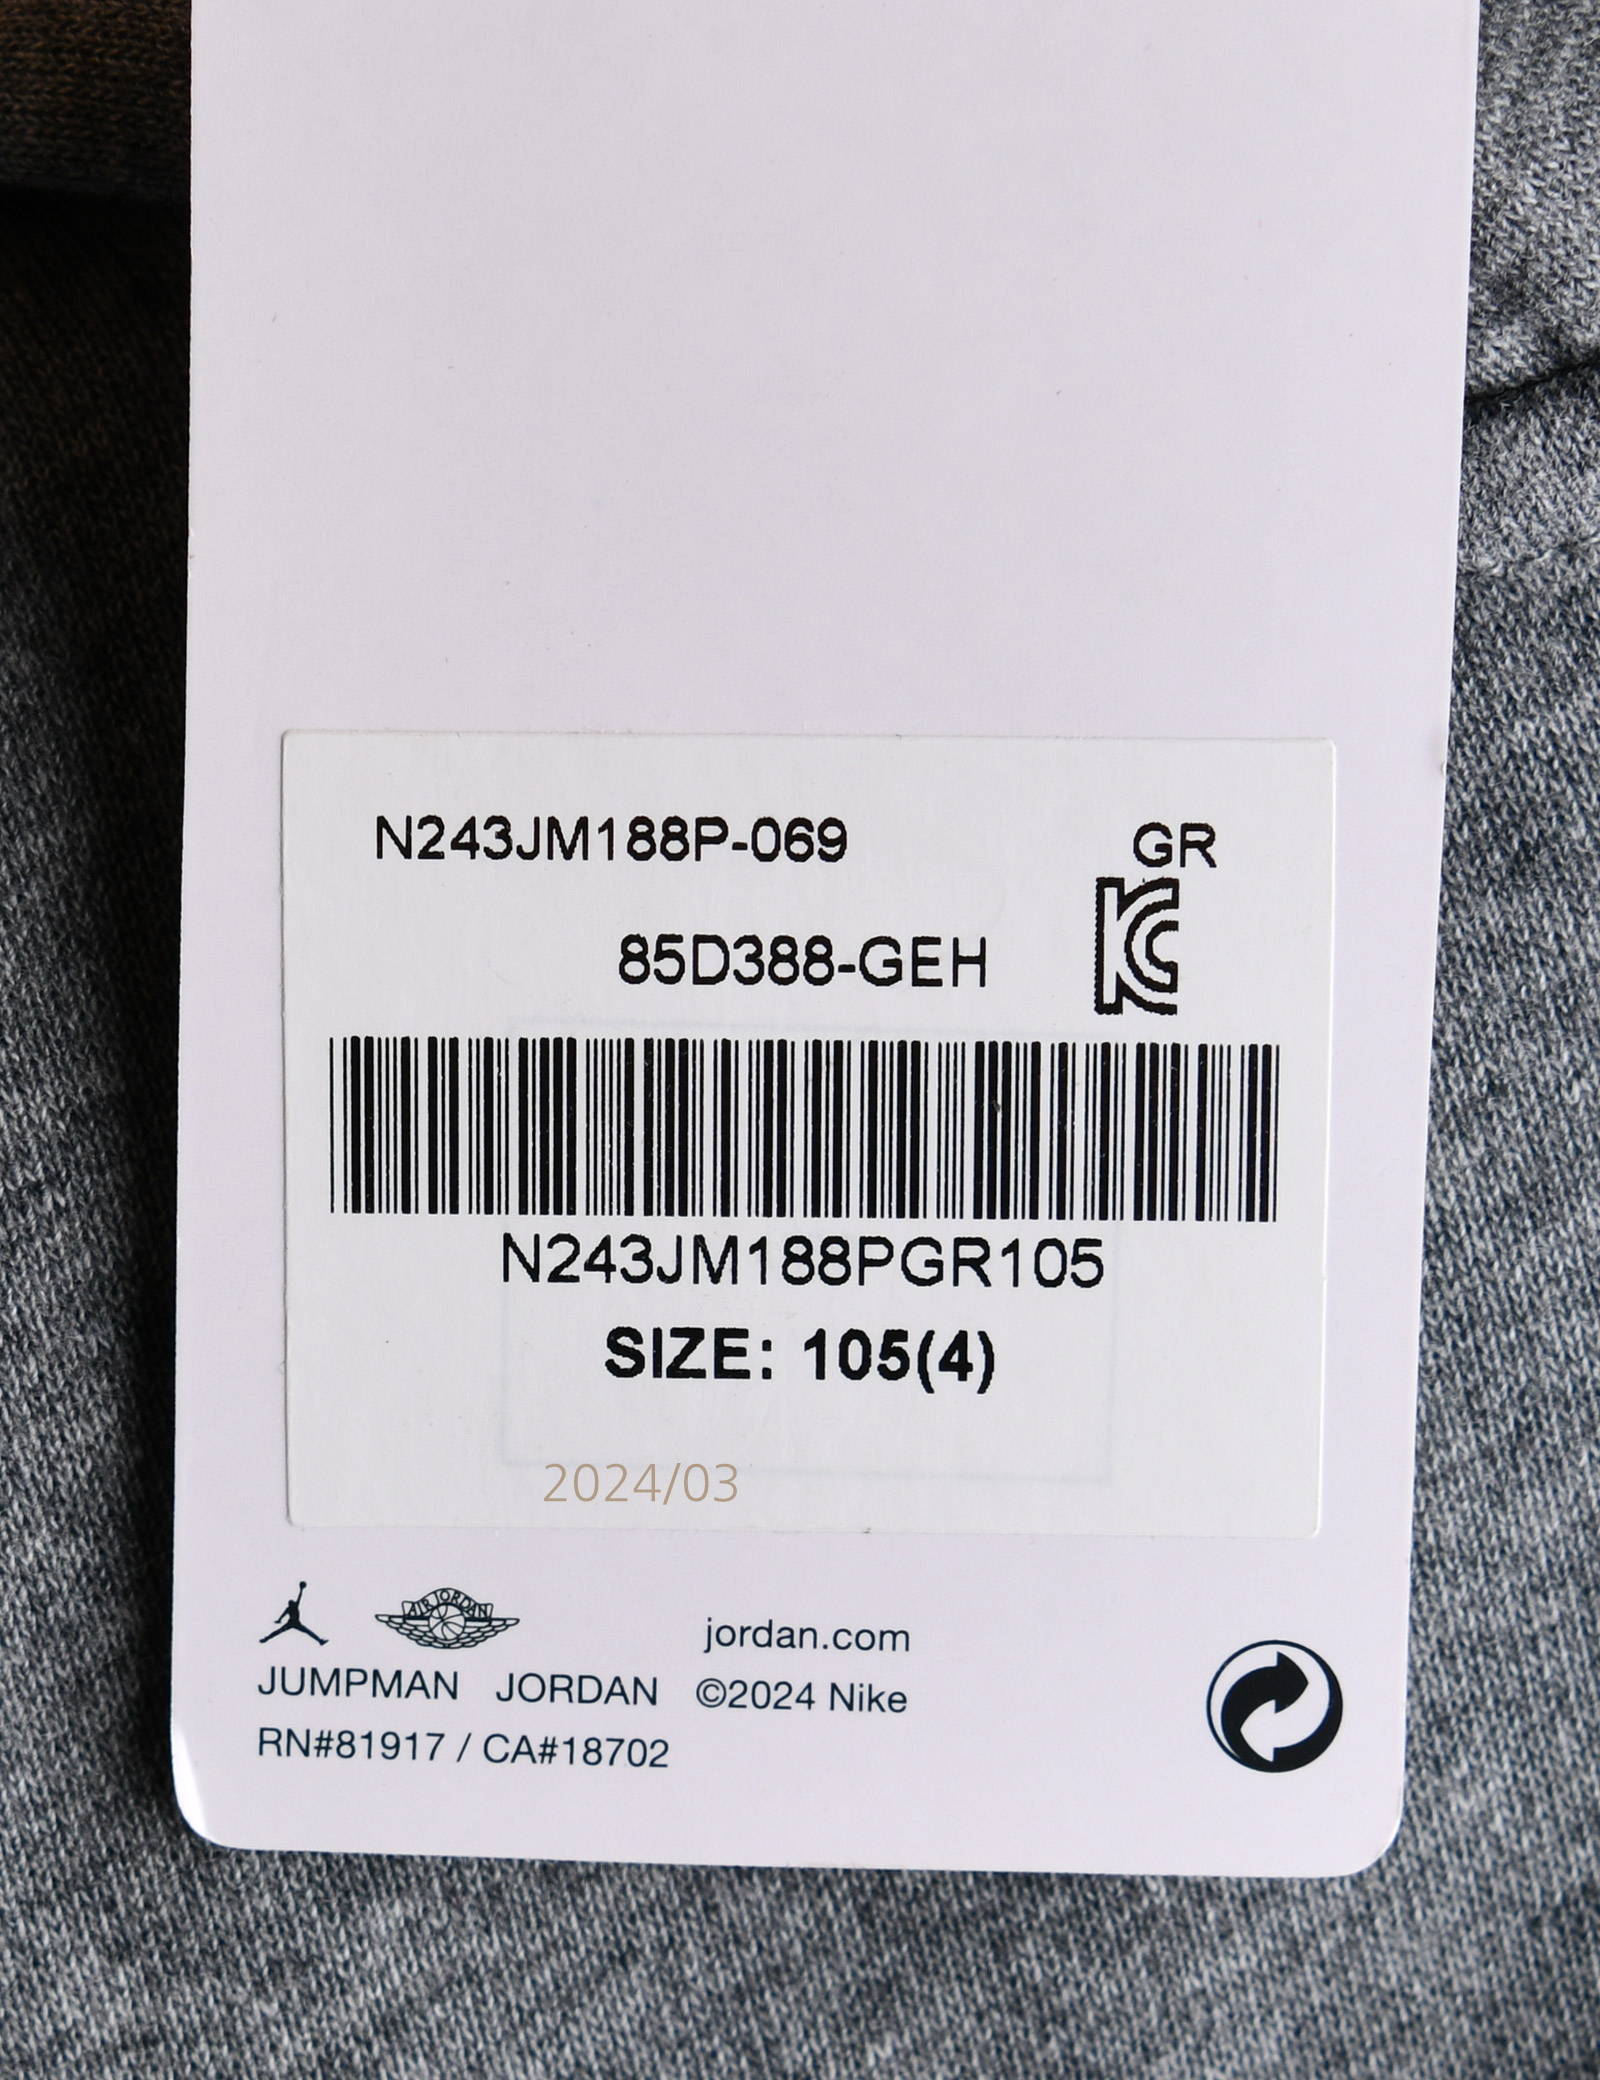 N243JM188P-069 GR
85D388-GEH
N243JM188PGR105
SIZE: 105(4)
2024/03
AIR JORDAN
jordan.com
JUMPMAN JORDAN ©2024 Nike
RN#81917 / CA#18702